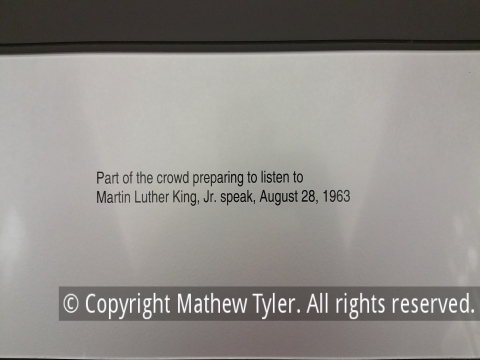 Part of the crowd preparing to listen to
Martin Luther King, Jr. speak, August 28, 1963
© Copyright Mathew Tyler. All rights reserved.